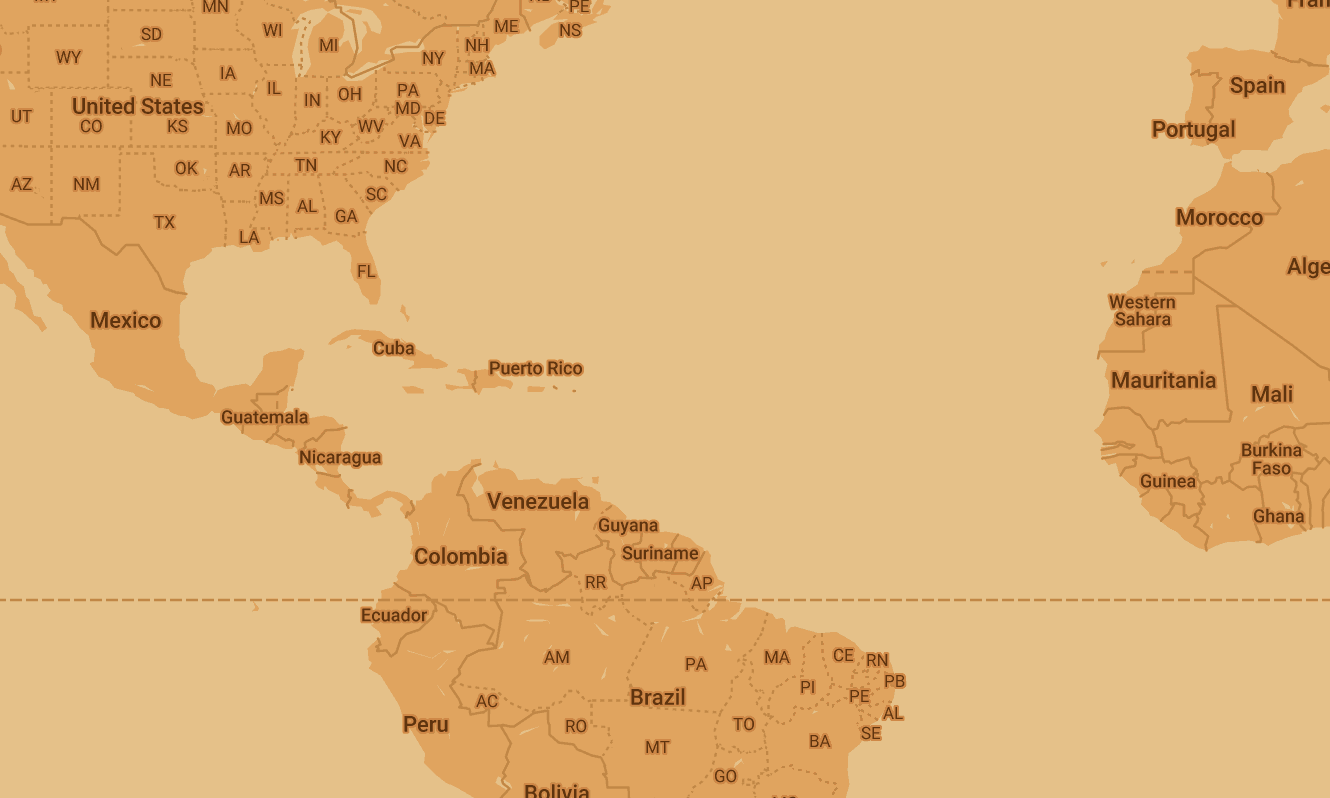 MN
PE
ME
NS
WI
SD
MI
NH
WY
NY
MA
IA
NE
IL
PA
OH
IN
United States
MD
UT
DE
CO
KS
MO
WV
KY
VA
TN
NC
OK
AR
AZ
NM
SC
MS
AL
GA
TX
LA
FL
Spain
Portugal
Morocco
Alge
Western
Sahara
Mexico
Cuba
Puerto Rico
Mauritania
Mali
Guatemala
Nicaragua
Burkina
Faso
Guinea
Ghana
Venezuela
Guyana
Suriname
Colombia
RR
AP
Ecuador
AM
PA
MA
CE
RN
PB
PI
PE
AC
Brazil
AL
Peru
RO
TO
SE
MT
BA
GO
Bolivia